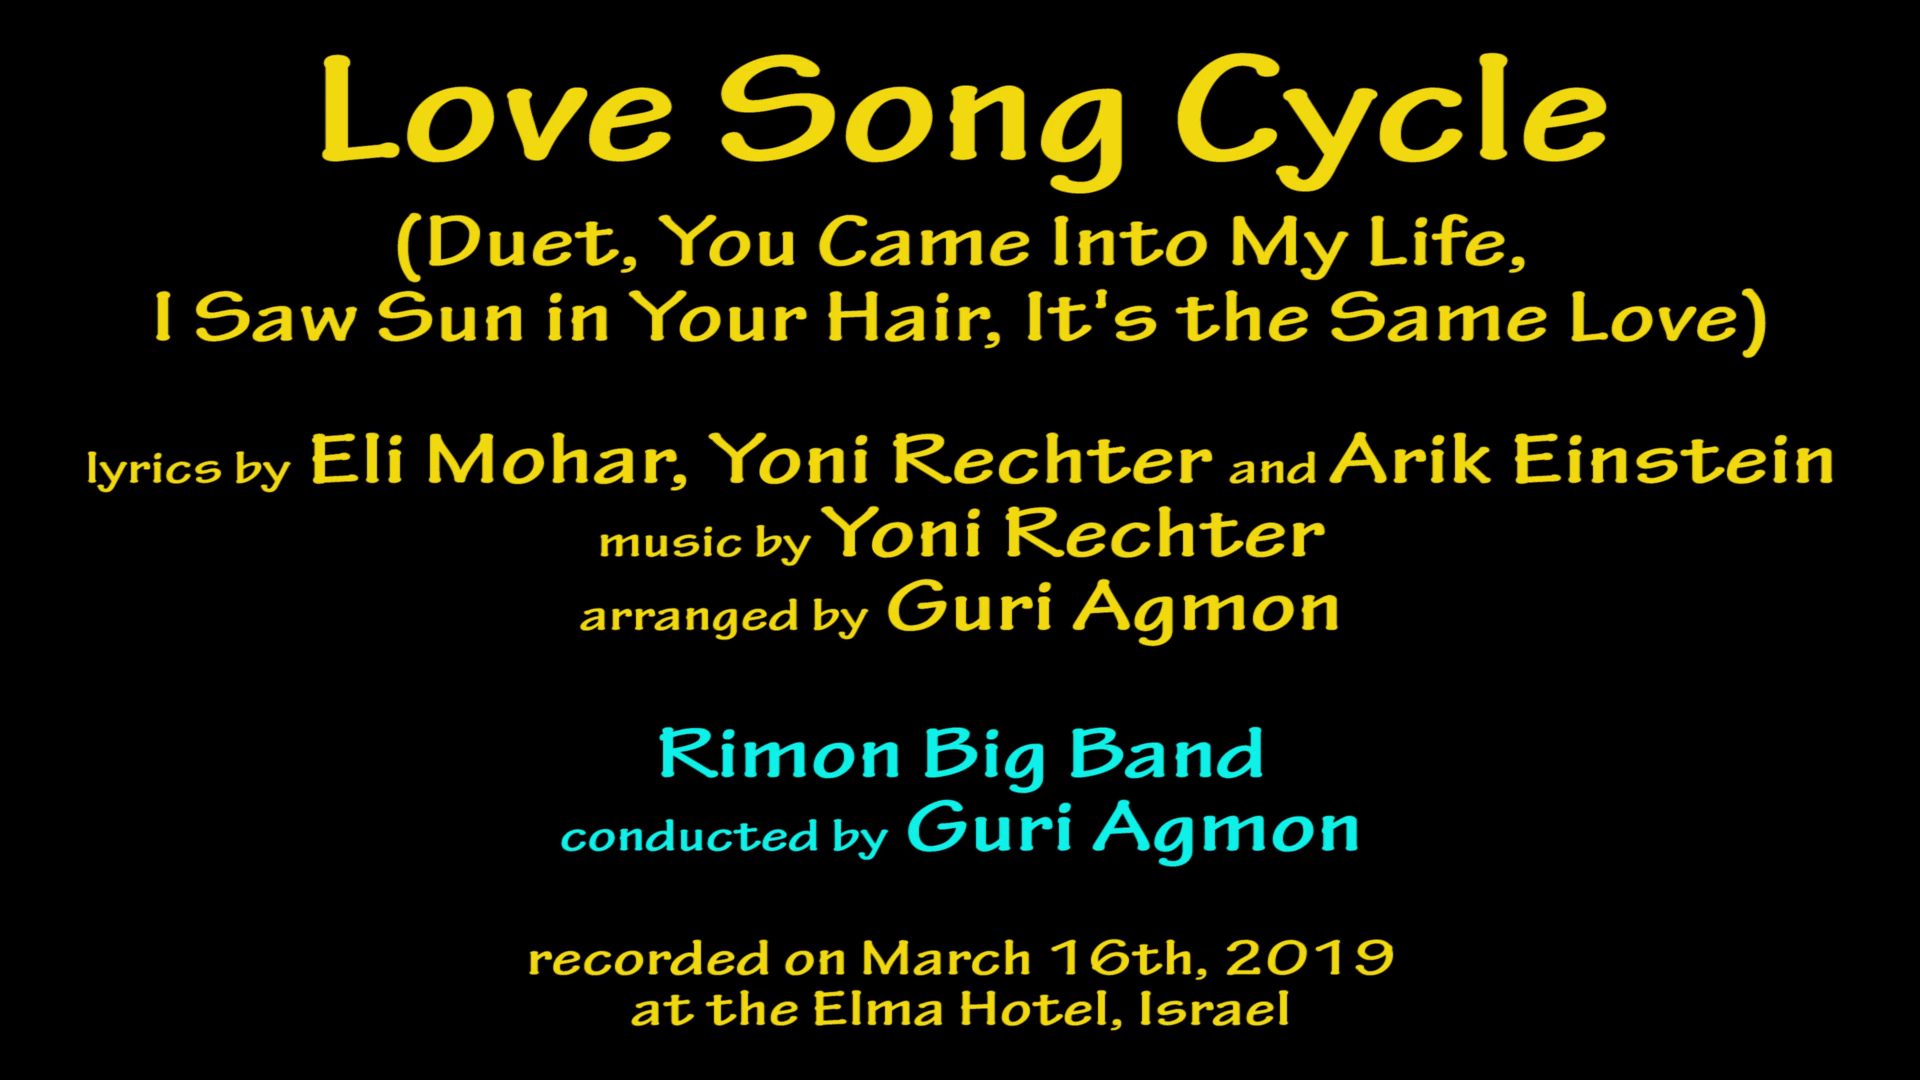 Love Song Cycle
(Duet, You Came Into My Life,
I Saw Sun in Your Hair, It's the Same Love)
lyrics by Eli Mohar, Yoni Rechter and Arik Einstein
music by Yoni Rechter
arranged by Guri Agmon
Rimon Big Band
conducted by Guri Agmon
recorded on March 16th, 2019
at the Elma Hotel, Israel